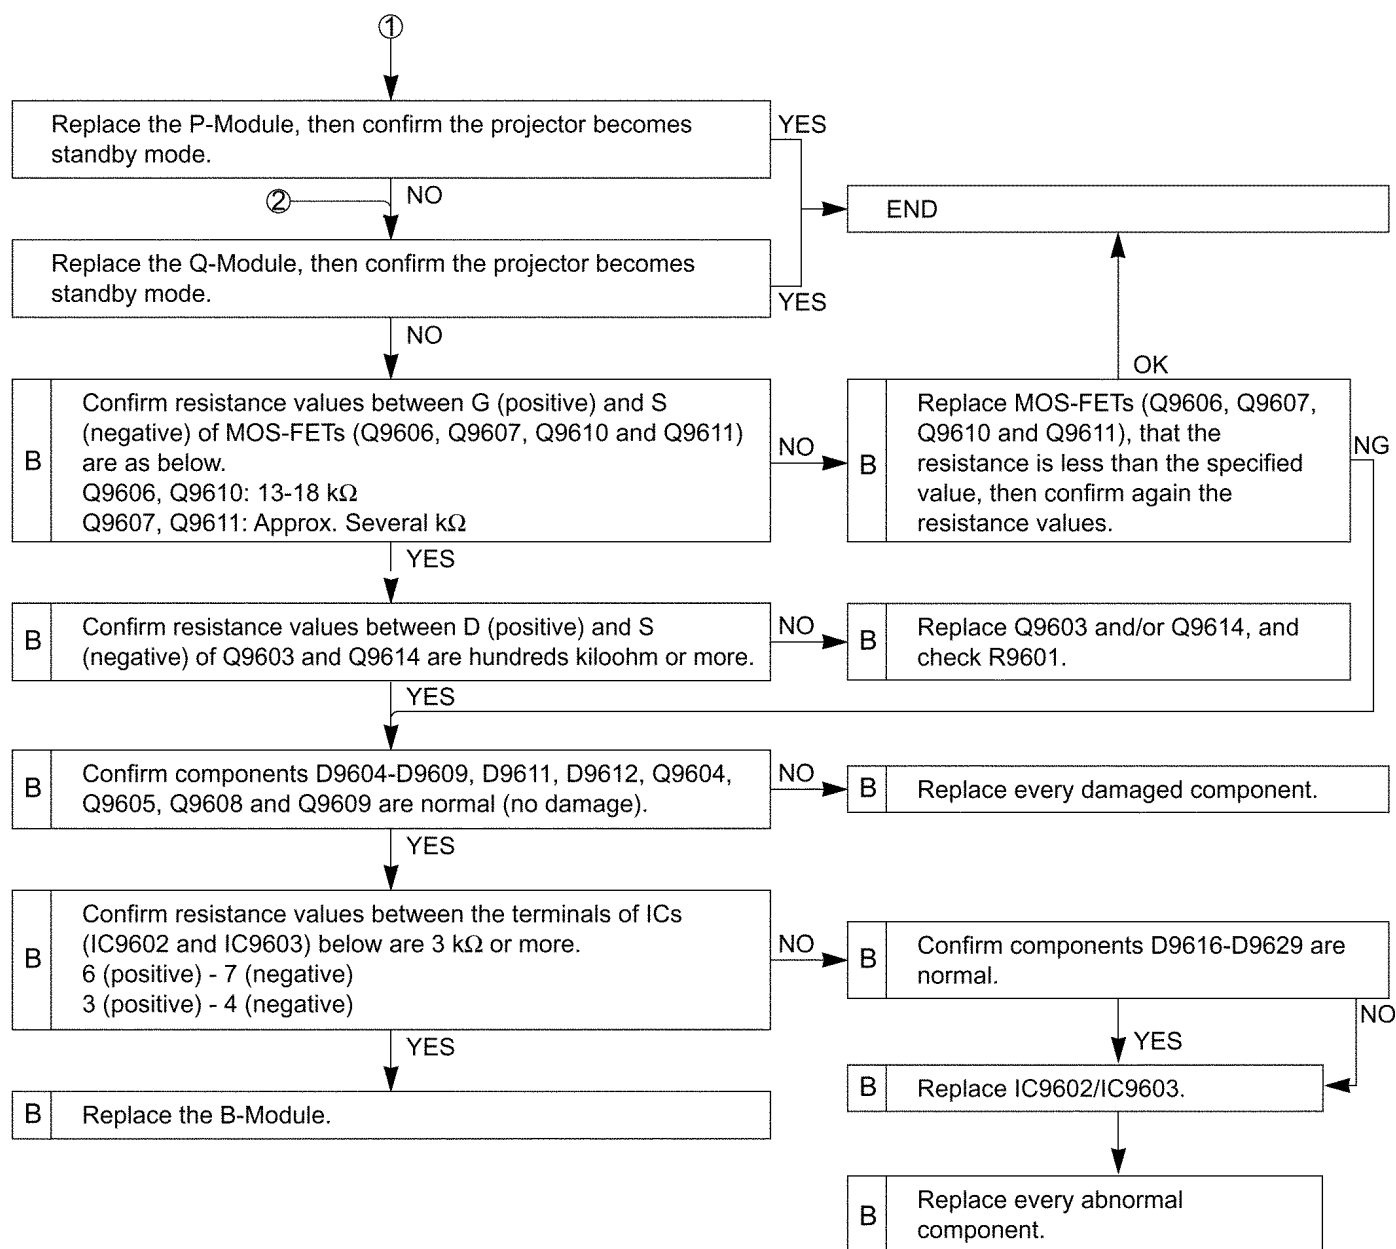 ①
Replace the P-Module, then confirm the projector becomes
standby mode.
YES
②
NO
END
Replace the Q-Module, then confirm the projector becomes
standby mode.
YES
NO
OK
B
Confirm resistance values between G (positive) and S
(negative) of MOS-FETs (Q9606, Q9607, Q9610 and Q9611)
are as below.
Q9606, Q9610: 13-18 kΩ
Q9607, Q9611: Approx. Several kΩ
NO
B
Replace MOS-FETs (Q9606, Q9607,
Q9610 and Q9611), that the
resistance is less than the specified
value, then confirm again the
resistance values.
NG
YES
B
Confirm resistance values between D (positive) and S
(negative) of Q9603 and Q9614 are hundreds kiloohm or more.
NO
B
Replace Q9603 and/or Q9614, and
check R9601.
YES
B
Confirm components D9604-D9609, D9611, D9612, Q9604,
Q9605, Q9608 and Q9609 are normal (no damage).
NO
B
Replace every damaged component.
YES
B
Confirm resistance values between the terminals of ICs
(IC9602 and IC9603) below are 3 kΩ or more.
6 (positive) - 7 (negative)
3 (positive) - 4 (negative)
NO
B
Confirm components D9616-D9629 are
normal.
NO
YES
YES
B
Replace IC9602/IC9603.
B
Replace the B-Module.
B
Replace every abnormal
component.